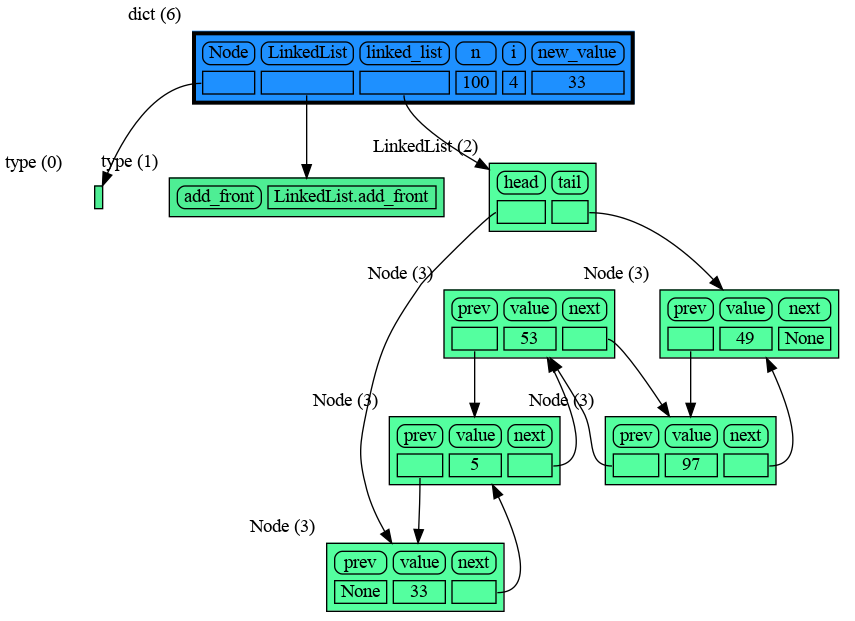 dict (6)
Node LinkedList linked_list n i new_value
100 4 33
LinkedList (2)
type (0) type (1)
head tail
add_front LinkedList.add_front
Node (3) Node (3)
prev value next prev value next
53 49 None
Node (3) Node (3)
prev value next prev value next
5 97
Node (3)
prev value next
None 33